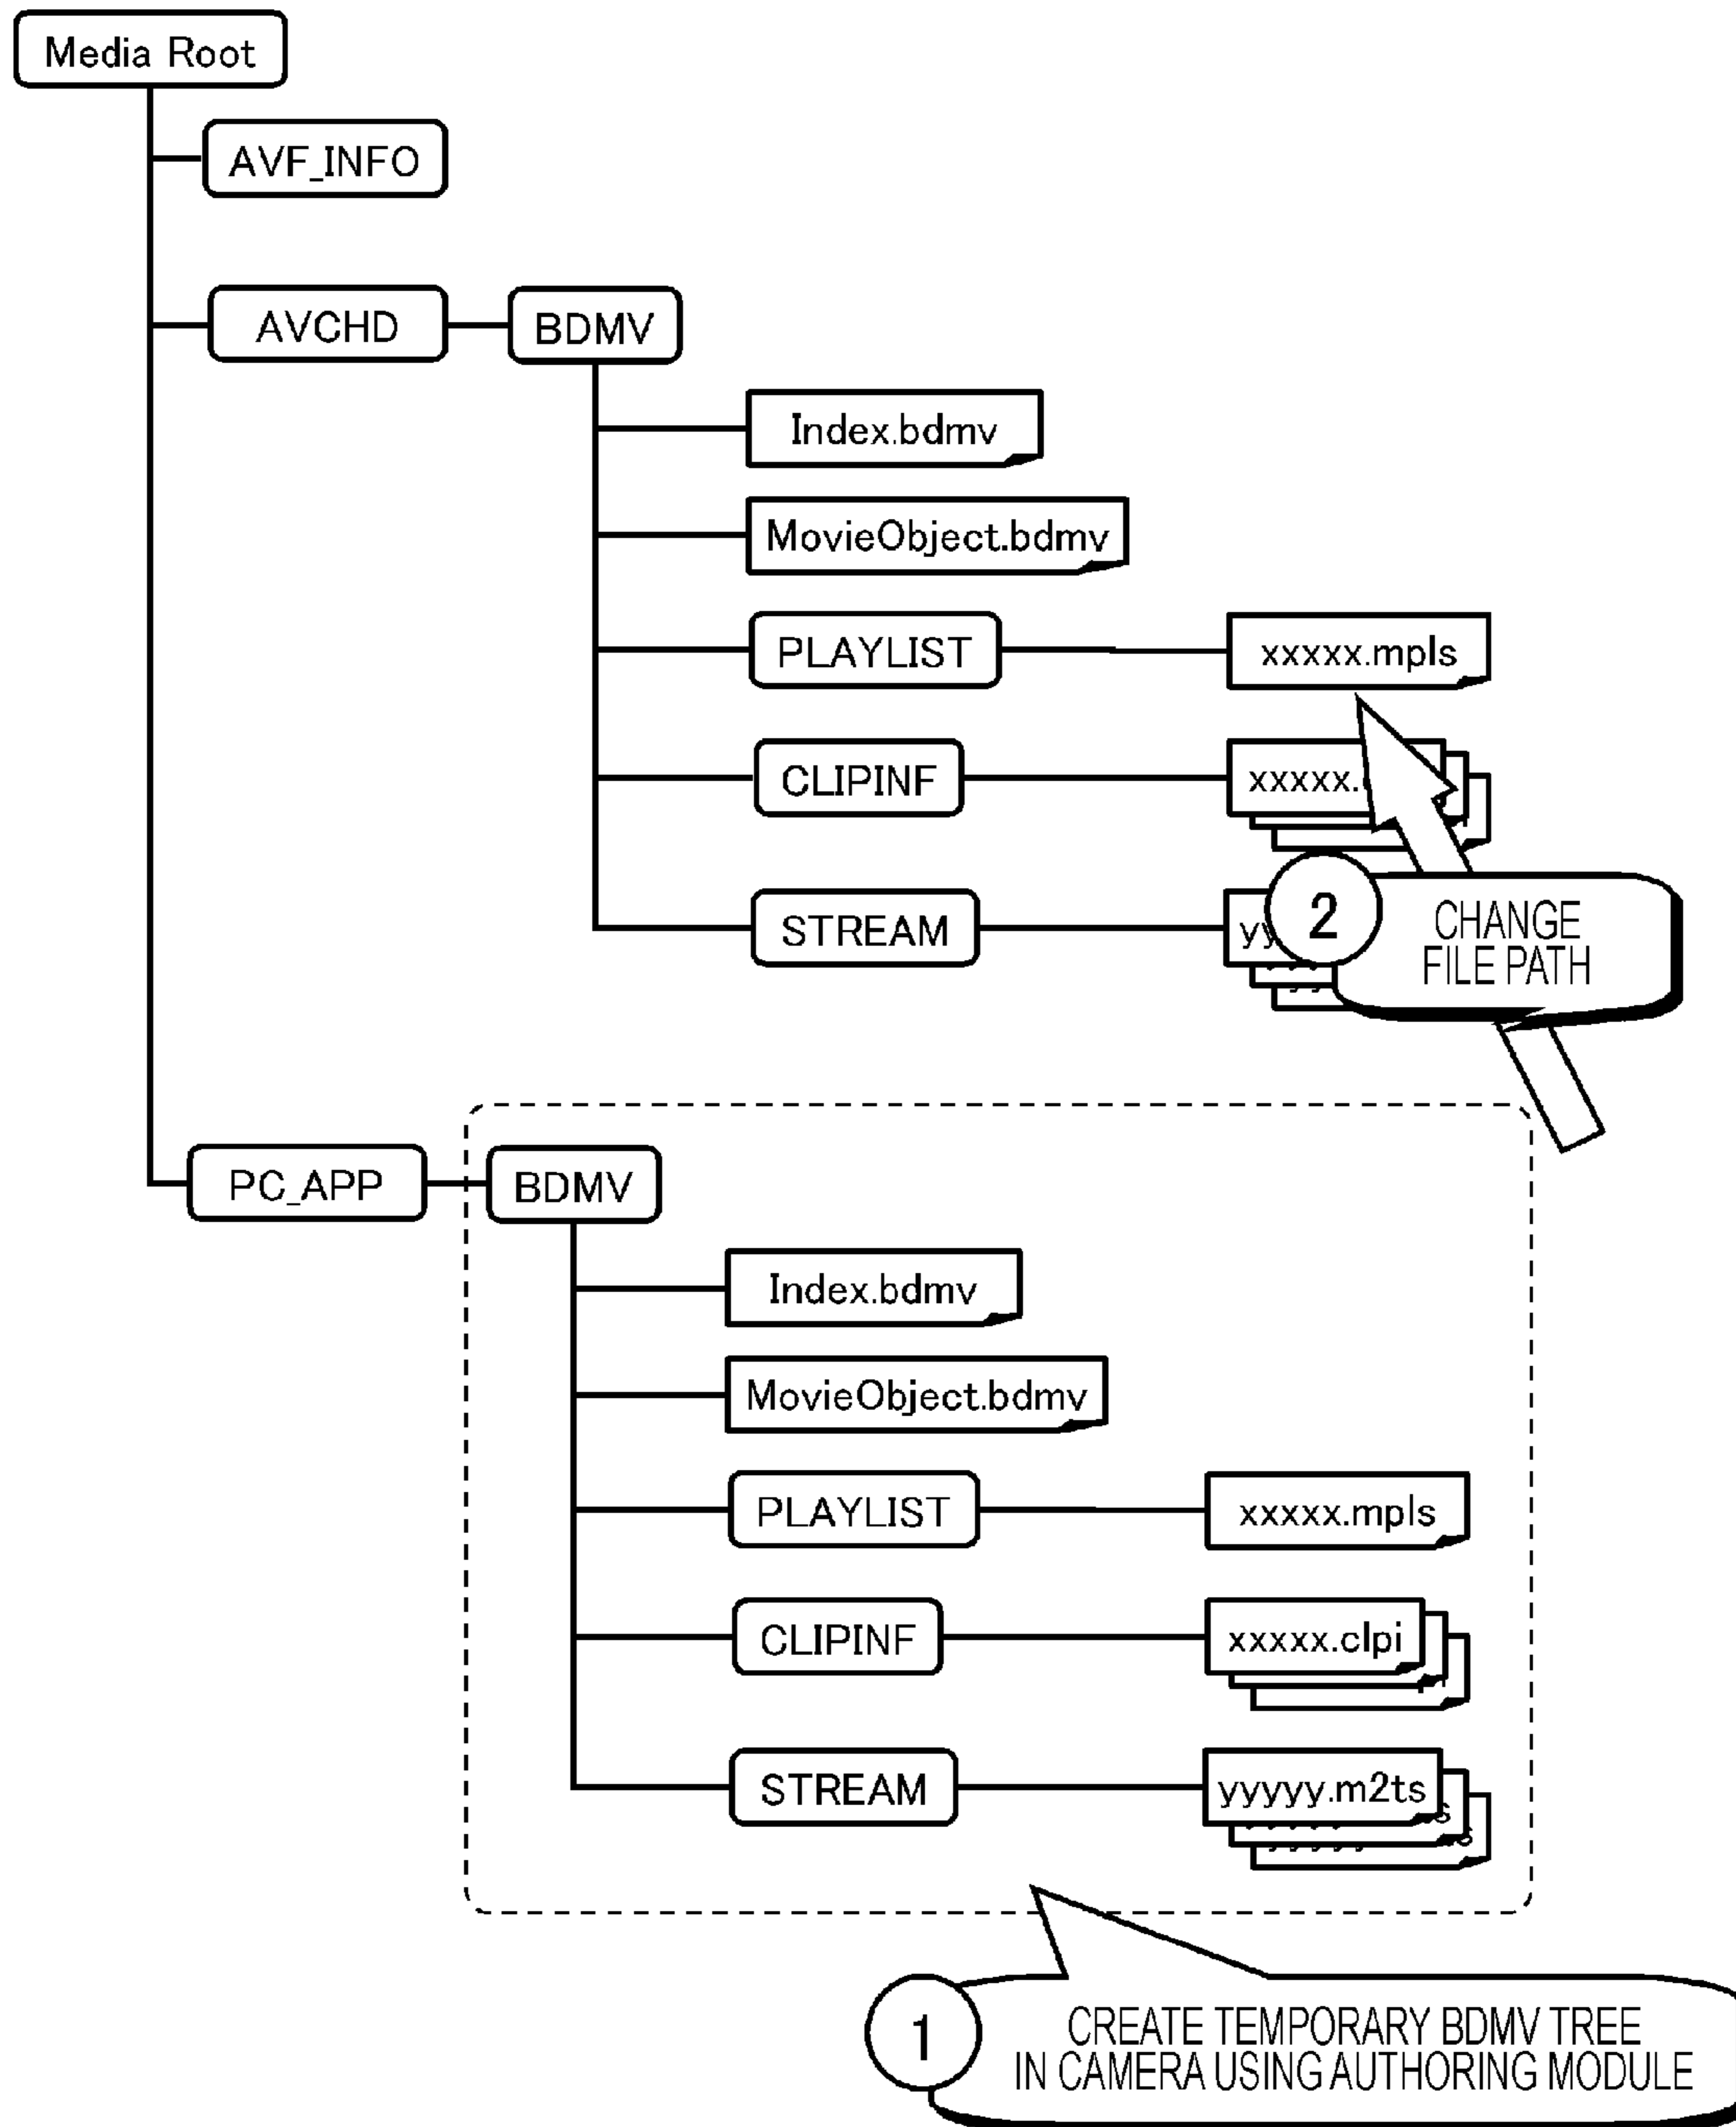 Media Root
AVF_INFO
AVCHD
BDMV
Index.bdmv
MovieObject.bdmv
PLAYLIST
xxxxx.mpls
CLIPINF
xxxxx.
STREAM
yy
2
CHANGE
FILE PATH
PC_APP
BDMV
Index.bdmv
MovieObject.bdmv
PLAYLIST
xxxxx.mpls
CLIPINF
xxxxx.clpi
STREAM
yyyyy.m2ts
1
CREATE TEMPORARY BDMV TREE
IN CAMERA USING AUTHORING MODULE